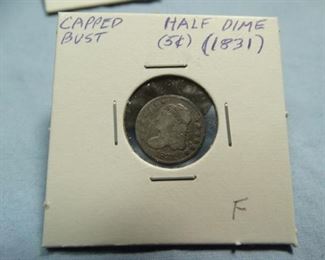 CAPPED HALF DIME
BUST (5¢) (1831)
F